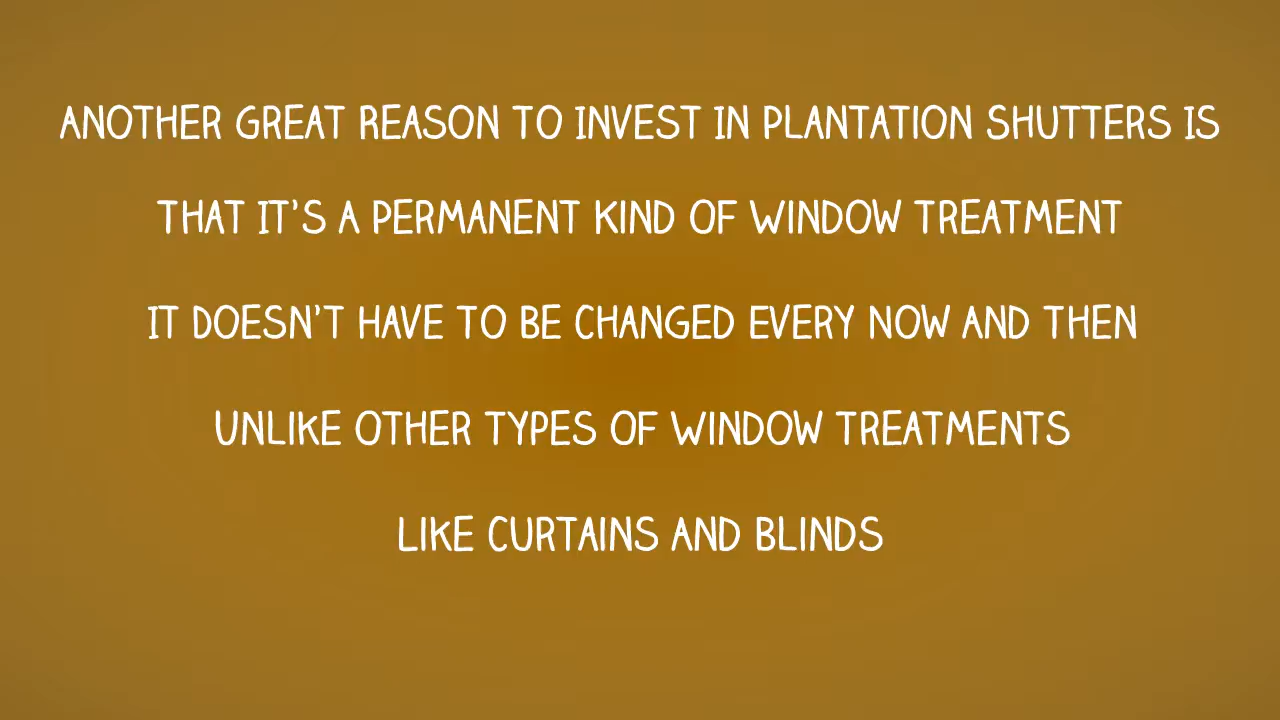 ANOTHER GREAT REASON TO INVEST IN PLANTATION SHUTTERS IS
THAT IT'S A PERMANENT KIND OF WINDOW TREATMENT
IT DOESN'T HAVE TO BE CHANGED EVERY NOW AND THEN
UNLIKE OTHER TYPES OF WINDOW TREATMENTS
LIKE CURTAINS AND BLINDS